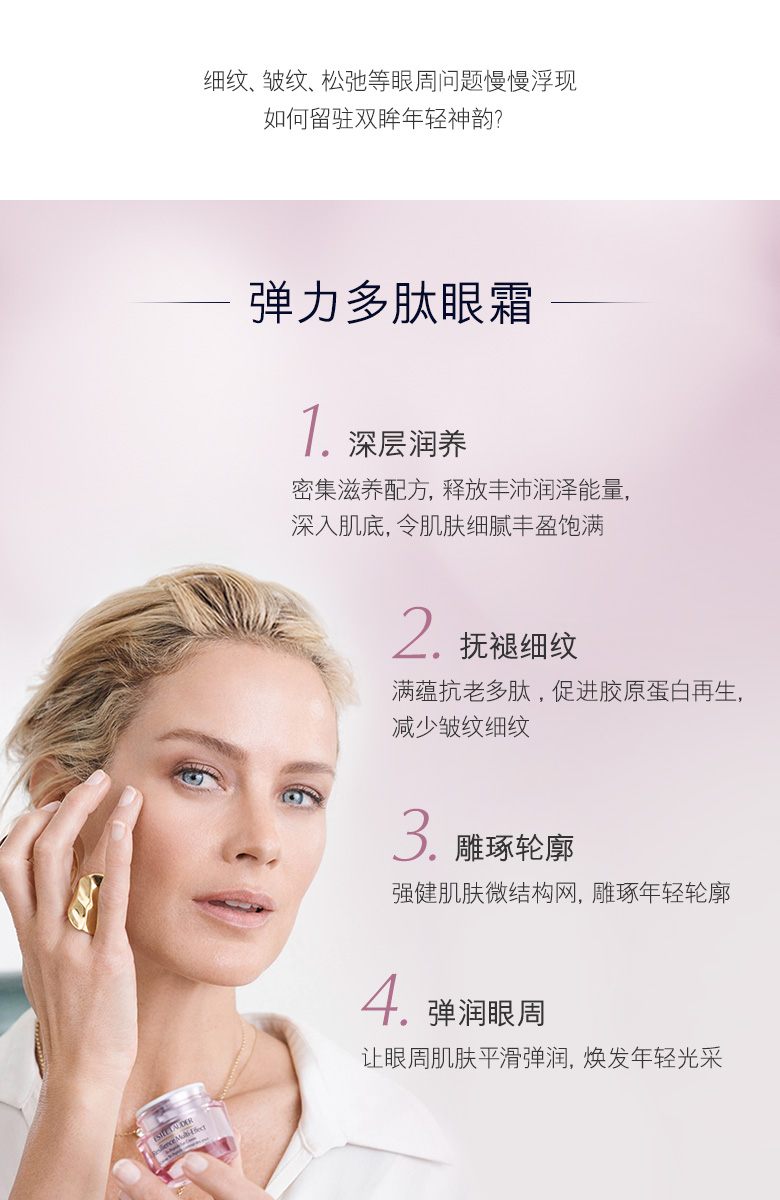 细纹、皱纹、松弛等眼周问题慢慢浮现
如何留驻双眸年轻神韵?
弹力多肽眼霜
1. 深层润养
密集滋养配方, 释放丰沛润泽能量,
深入肌底, 令肌肤细腻丰盈饱满
2. 抚褪细纹
满蕴抗老多肽 , 促进胶原蛋白再生,
减少皱纹细纹
3. 雕琢轮廓
强健肌肤微结构网, 雕琢年轻轮廓
4. 弹润眼周
让眼周肌肤平滑弹润, 焕发年轻光采
ESTĒE LAUDER
Resilience Multi-Effect